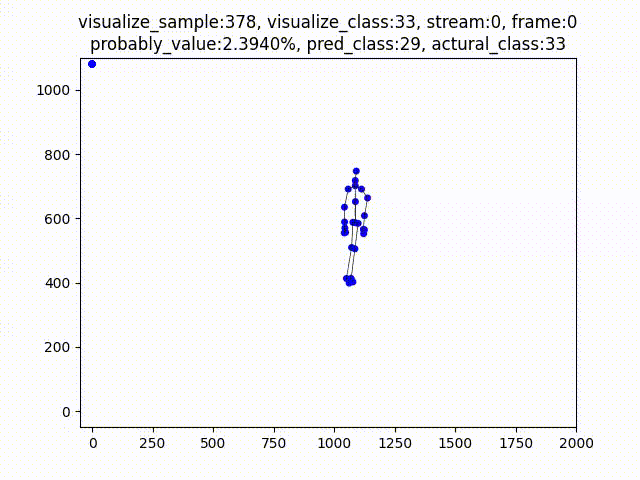 visualize_sample:378, visualize_class:33, stream:0, frame:0
probably_value:2.3940%, pred_class:29, actural_class:33
1000
800
600
400
200
0
0 250 500 750 1000 1250 1500 1750 2000